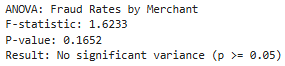 ANOVA: Fraud Rates by Merchant
F-statistic: 1.6233
P-value: 0.1652
Result: No significant variance (p >= 0.05)